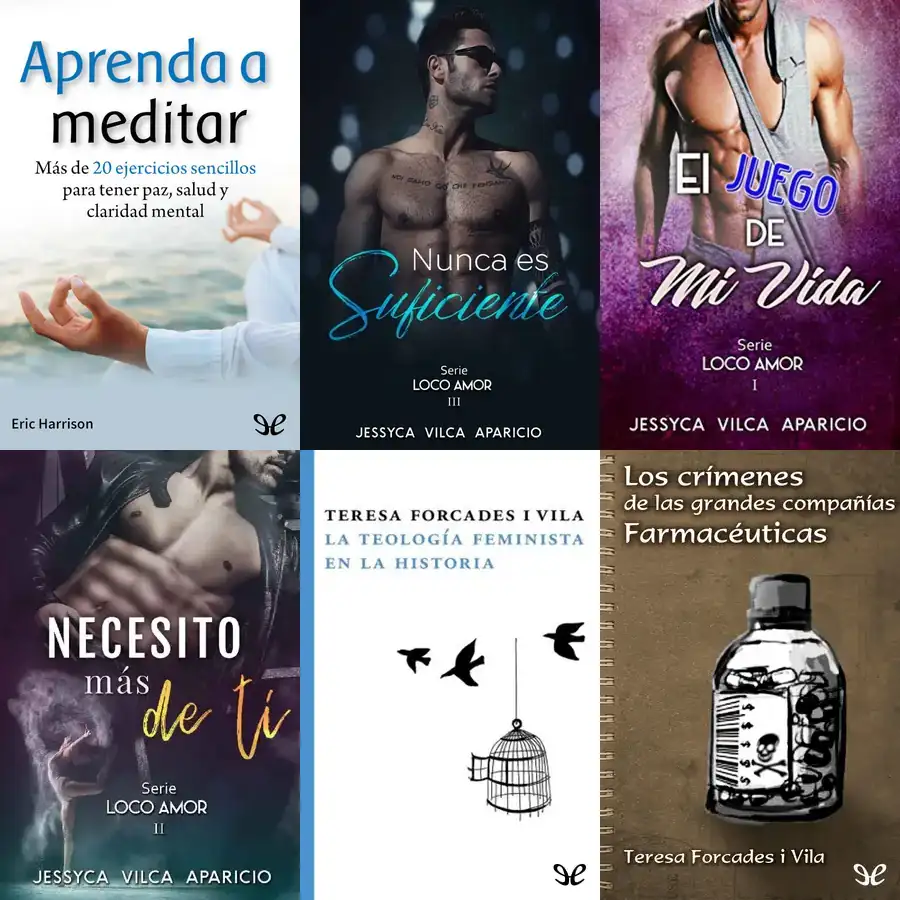 Aprenda a
meditar
Más de 20 ejercicios sencillos
para tener paz, salud y
claridad mental
Eric Harrison
Nunca es
Suficiente
Serie
LOCO AMOR
III
JESSYCA VILCA APARICIO
El JUEGO
DE
Mi Vida
Serie
LOCO AMOR
I
JESSYCA VILCA APARICIO
NECESITO
más
de ti
Serie
LOCO AMOR
II
JESSYCA VILCA APARICIO
TERESA FORCADES I VILA
LA TEOLOGÍA FEMINISTA
EN LA HISTORIA
Los crímenes
de las grandes compañías
Farmacéuticas
$ $ $ $ $
Teresa Forcades i Vila